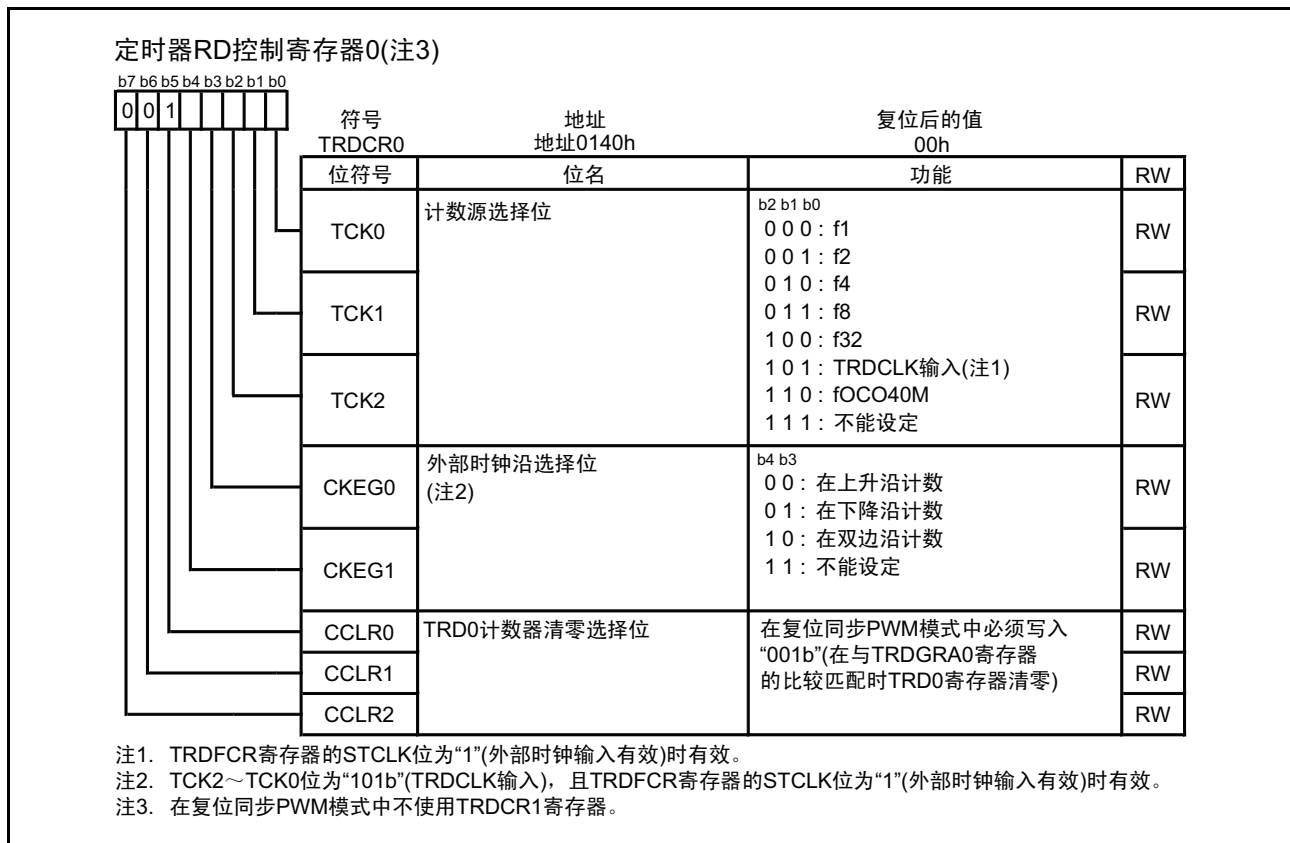 定时器RD控制寄存器0(注3)
b7 b6 b5 b4 b3 b2 b1 b0
0 0 1
符号 地址 复位后的值
TRDCR0 地址0140h 00h
位符号 位名 功能 RW
TCK0 计数源选择位 RW
b2 b1 b0
0 0 0 : f1
0 0 1 : f2
0 1 0 : f4
TCK1 RW
0 1 1 : f8
1 0 0 : f32
1 0 1 : TRDCLK输入(注1)
TCK2 RW
1 1 0 : fOCO40M
1 1 1 : 不能设定
外部时钟沿选择位
(注2)
CKEG0 RW
b4 b3
0 0 : 在上升沿计数
0 1 : 在下降沿计数
1 0 : 在双边沿计数
1 1 : 不能设定
CKEG1 RW
CCLR0 TRD0计数器清零选择位 在复位同步PWM模式中必须写入 RW
“001b”(在与TRDGRA0寄存器
CCLR1 RW
的比较匹配时TRD0寄存器清零)
CCLR2 RW
注1. TRDFCR寄存器的STCLK位为“1”(外部时钟输入有效)时有效。
注2. TCK2～TCK0位为“101b”(TRDCLK输入)，且TRDFCR寄存器的STCLK位为“1”(外部时钟输入有效)时有效。
注3. 在复位同步PWM模式中不使用TRDCR1寄存器。